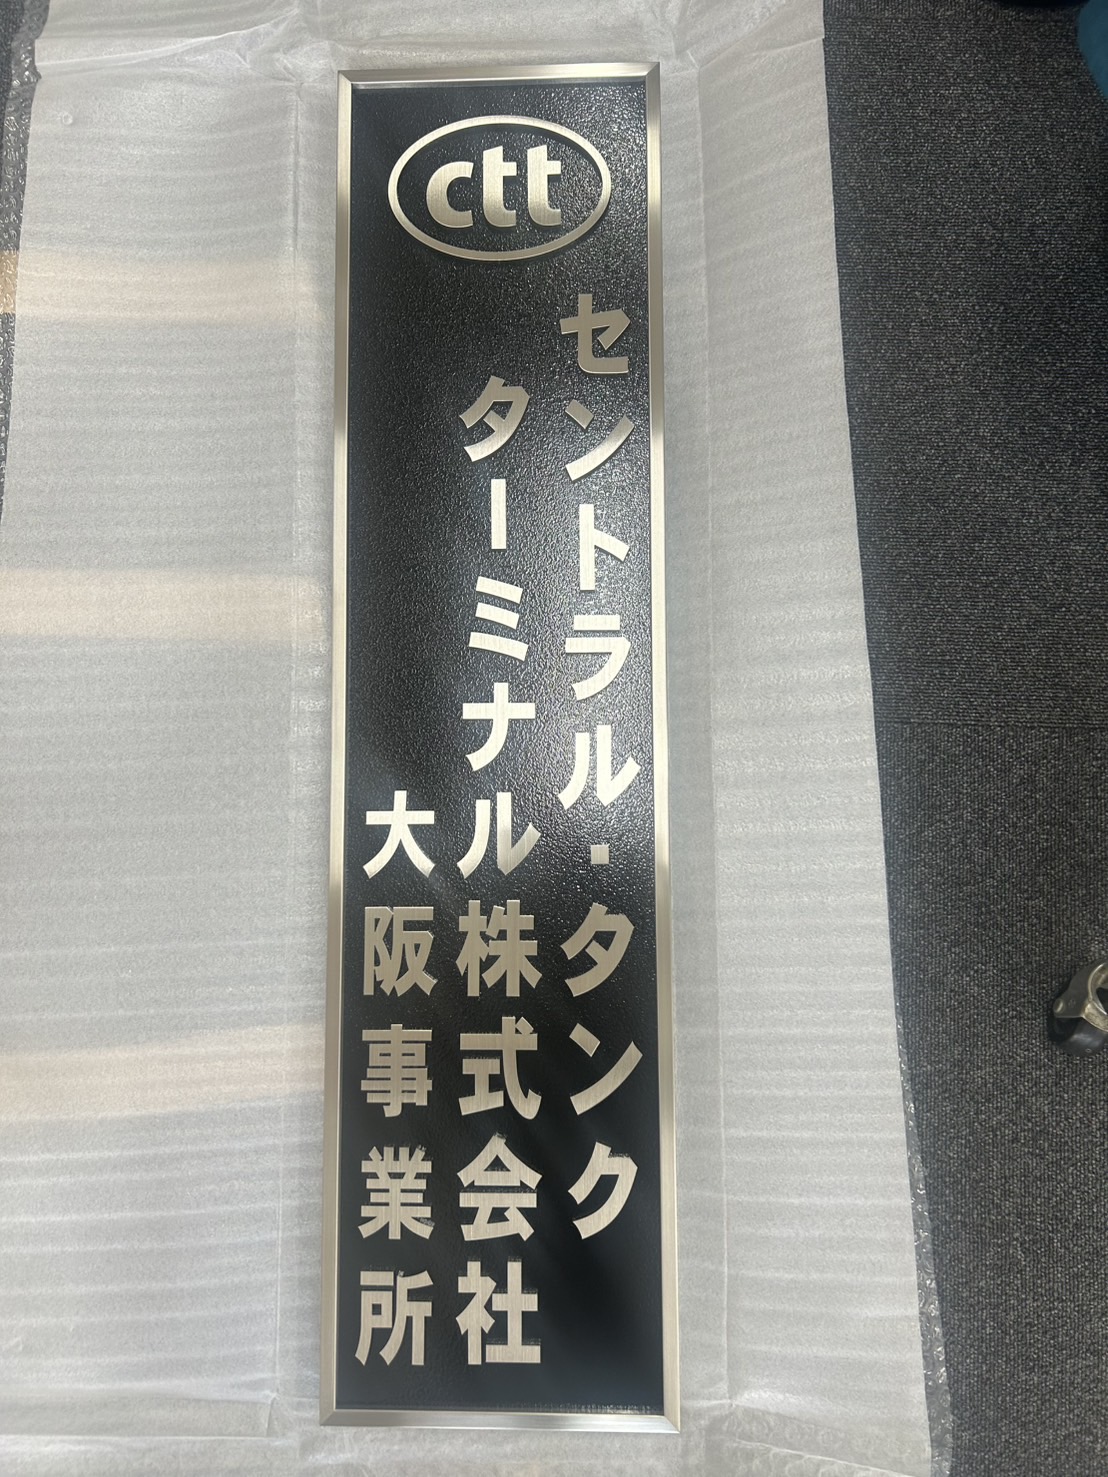 ctt
セントラル・タンク
ターミナル株式会社
大阪事業所